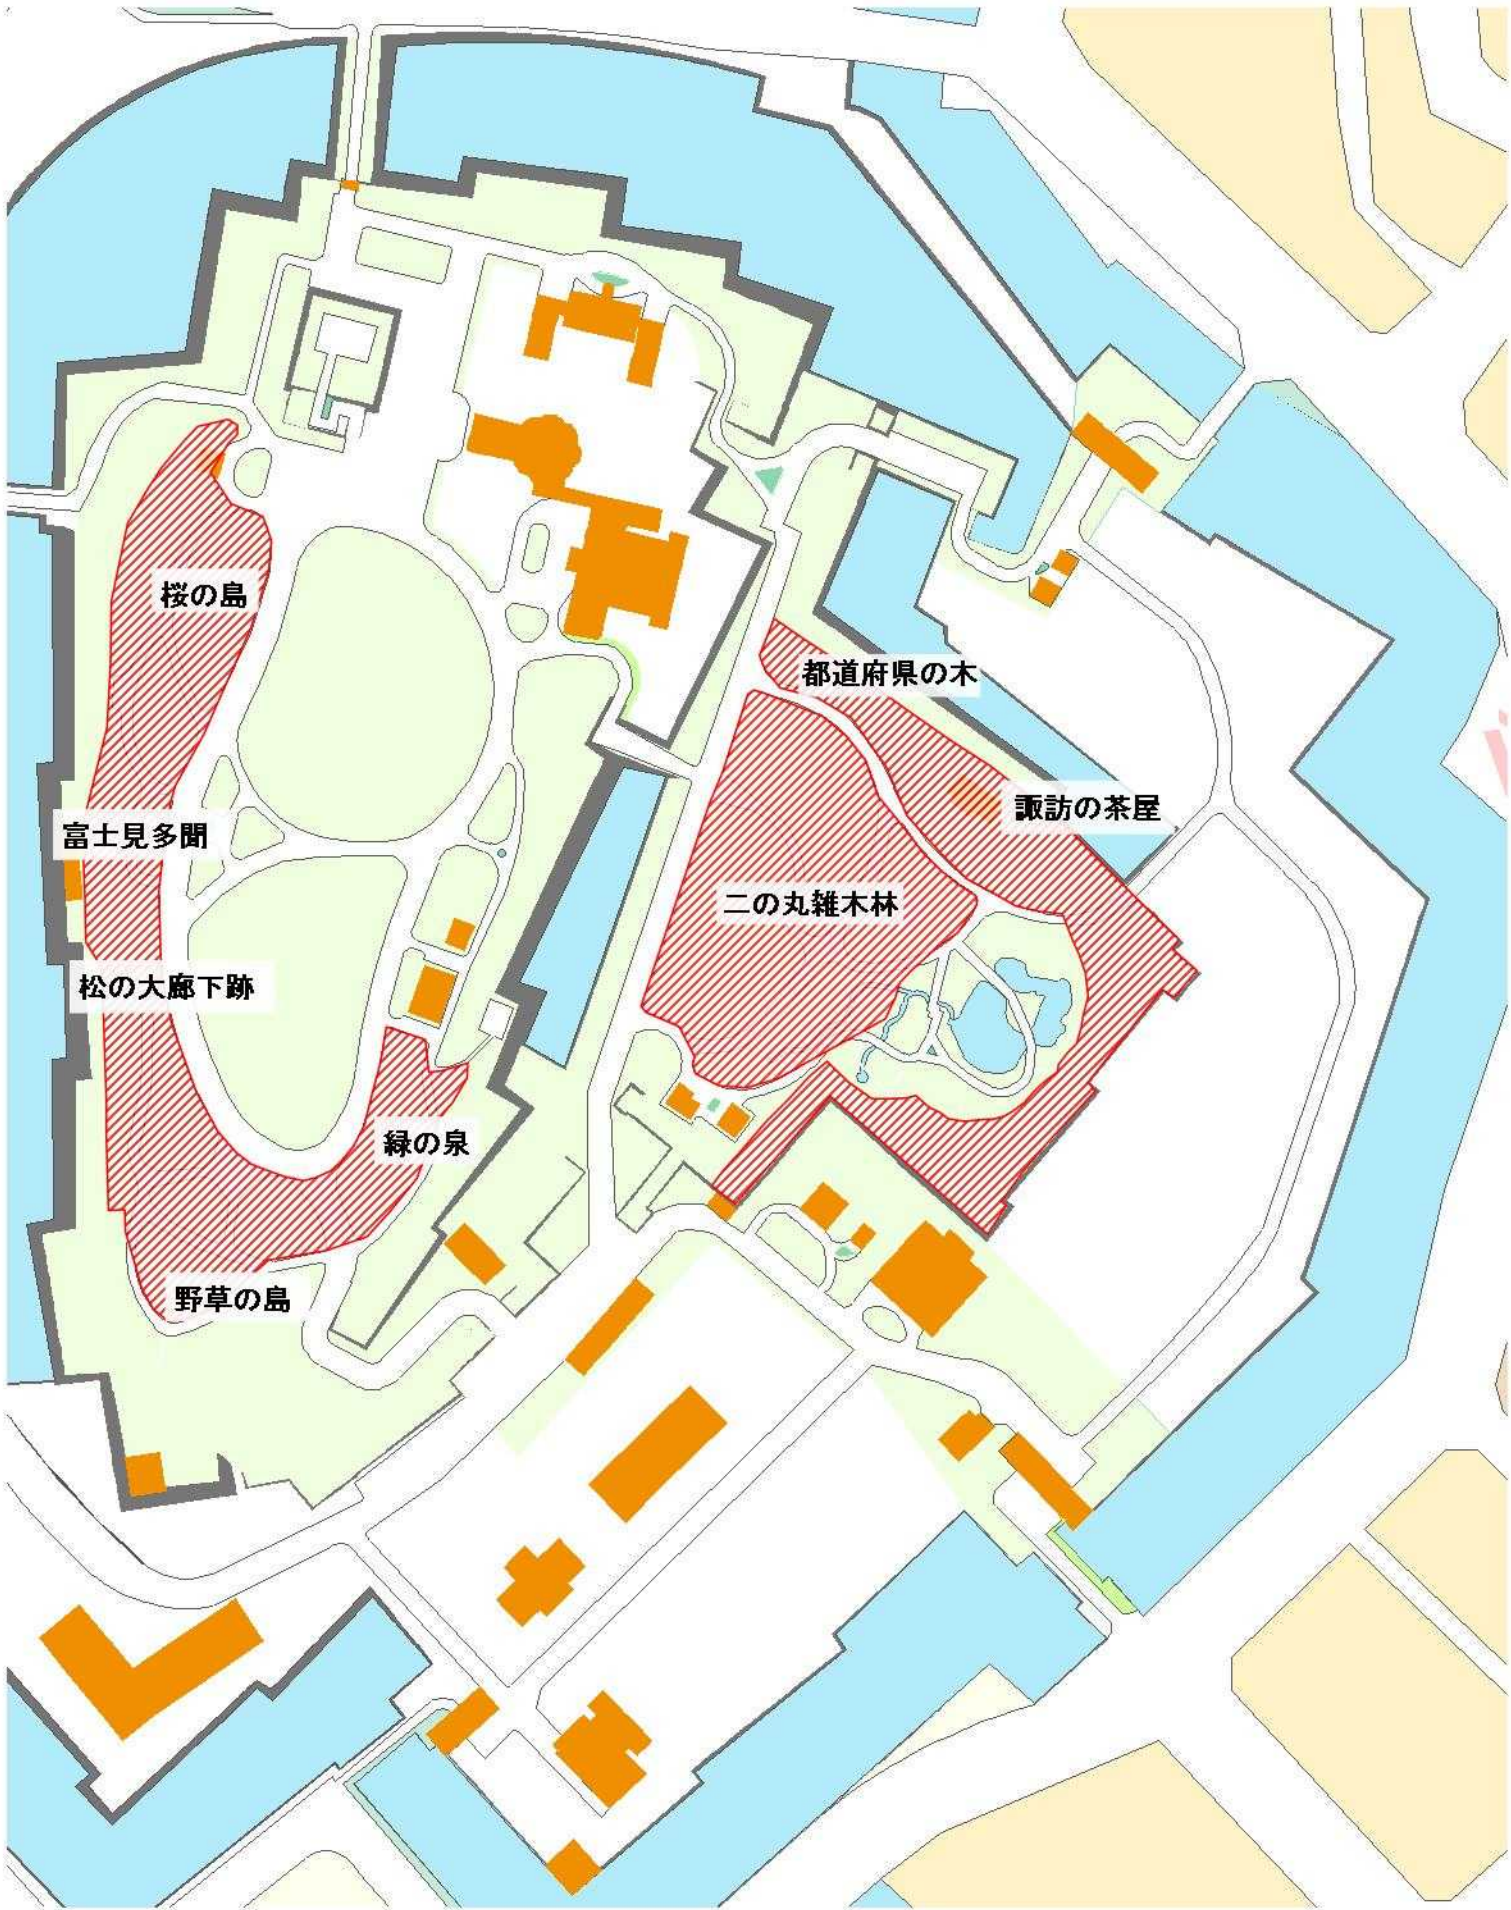 桜の島
都道府県の木
諏訪の茶屋
富士見多聞
二の丸雑木林
松の大廊下跡
緑の泉
野草の島